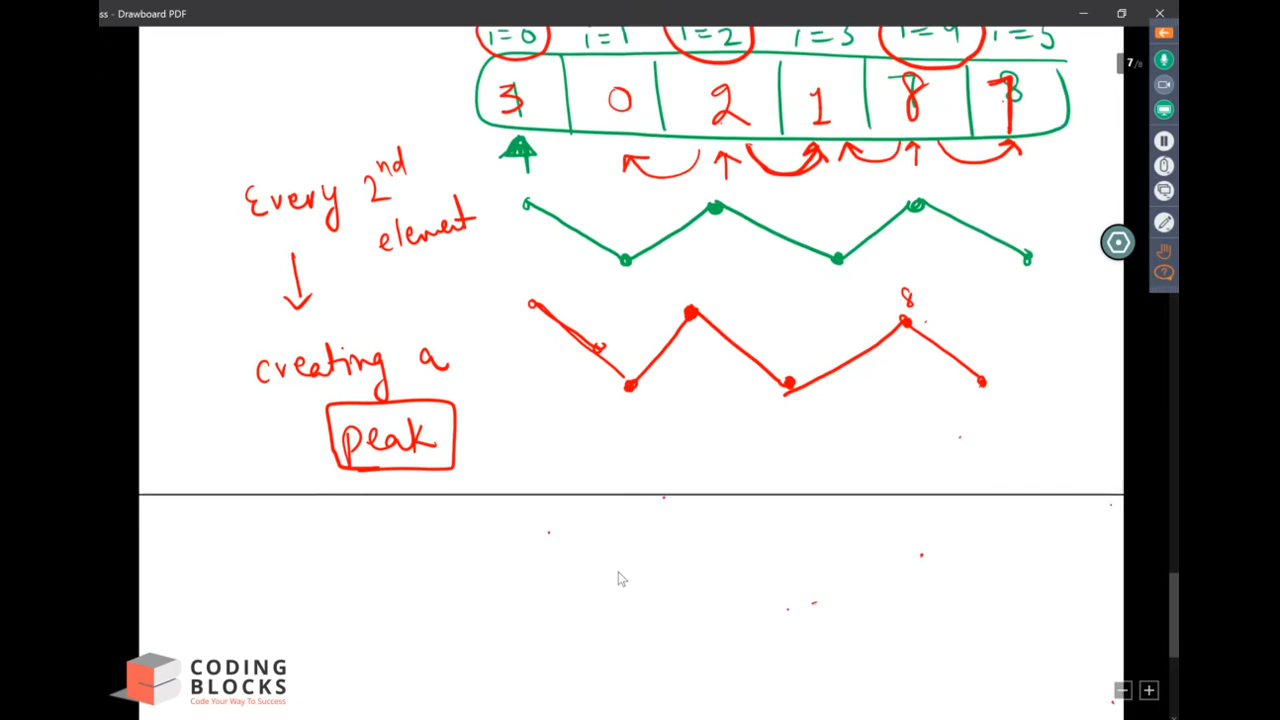 ss - Drawboard PDF
i=0 i=1 i=2 i=3 i=4 i=5
7/8
3 0 2 1 8
Every 2nd
element
8
creating a
peak
CODING
BLOCKS
Code Your Way To Success